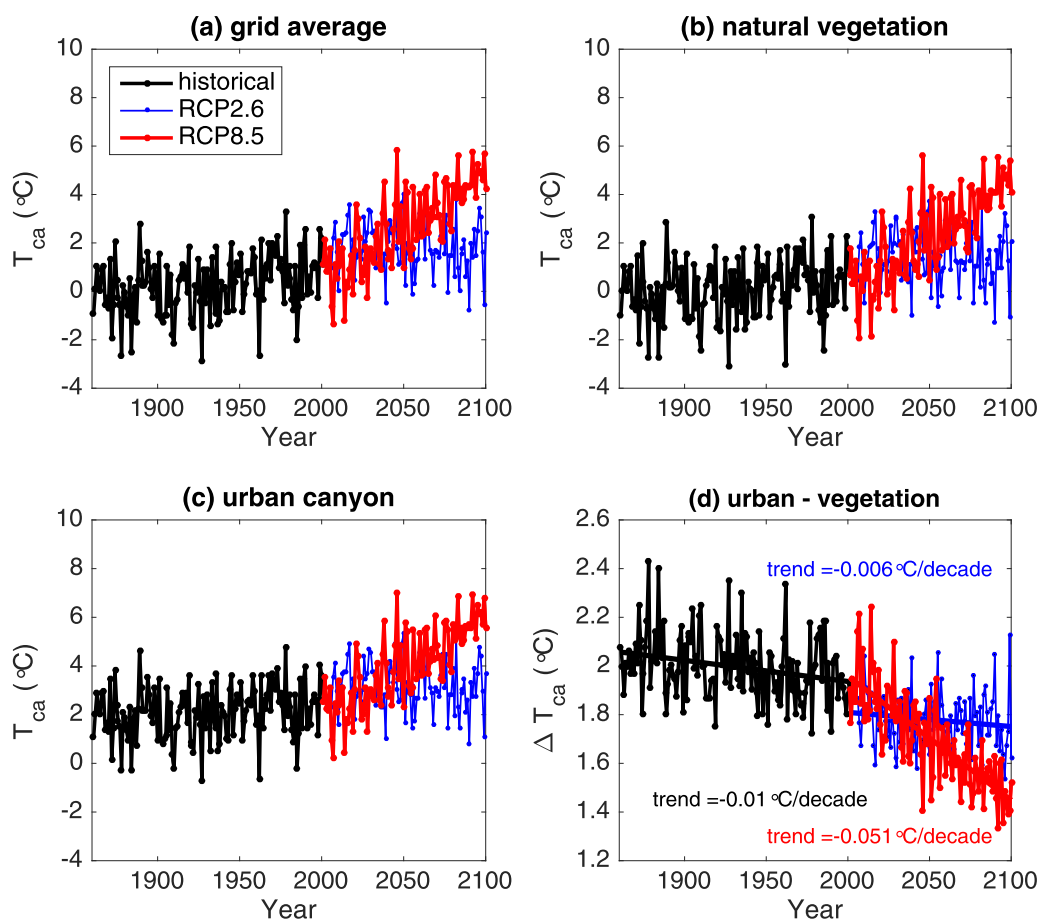 (a) grid average
10
8
6
4
2
0
-2
-4
T_ca (°C)
historical
RCP2.6
RCP8.5
1900 1950 2000 2050 2100
Year
(b) natural vegetation
10
8
6
4
2
0
-2
-4
T_ca (°C)
1900 1950 2000 2050 2100
Year
(c) urban canyon
10
8
6
4
2
0
-2
-4
T_ca (°C)
1900 1950 2000 2050 2100
Year
(d) urban - vegetation
2.6
2.4
2.2
2
1.8
1.6
1.4
1.2
Δ T_ca (°C)
trend =-0.006°C/decade
trend =-0.01°C/decade
trend =-0.051°C/decade
1900 1950 2000 2050 2100
Year